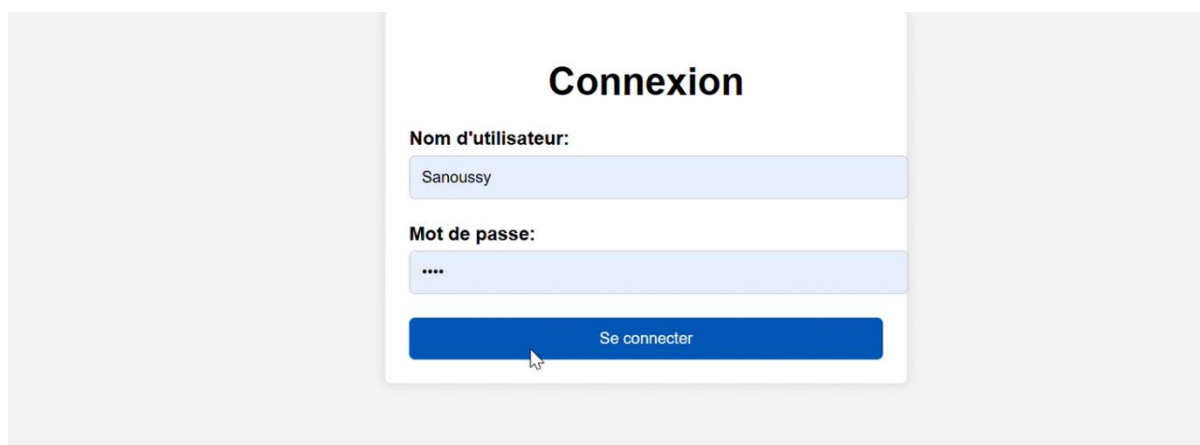 Connexion
Nom d'utilisateur:
Sanoussy
Mot de passe:
••••
Se connecter